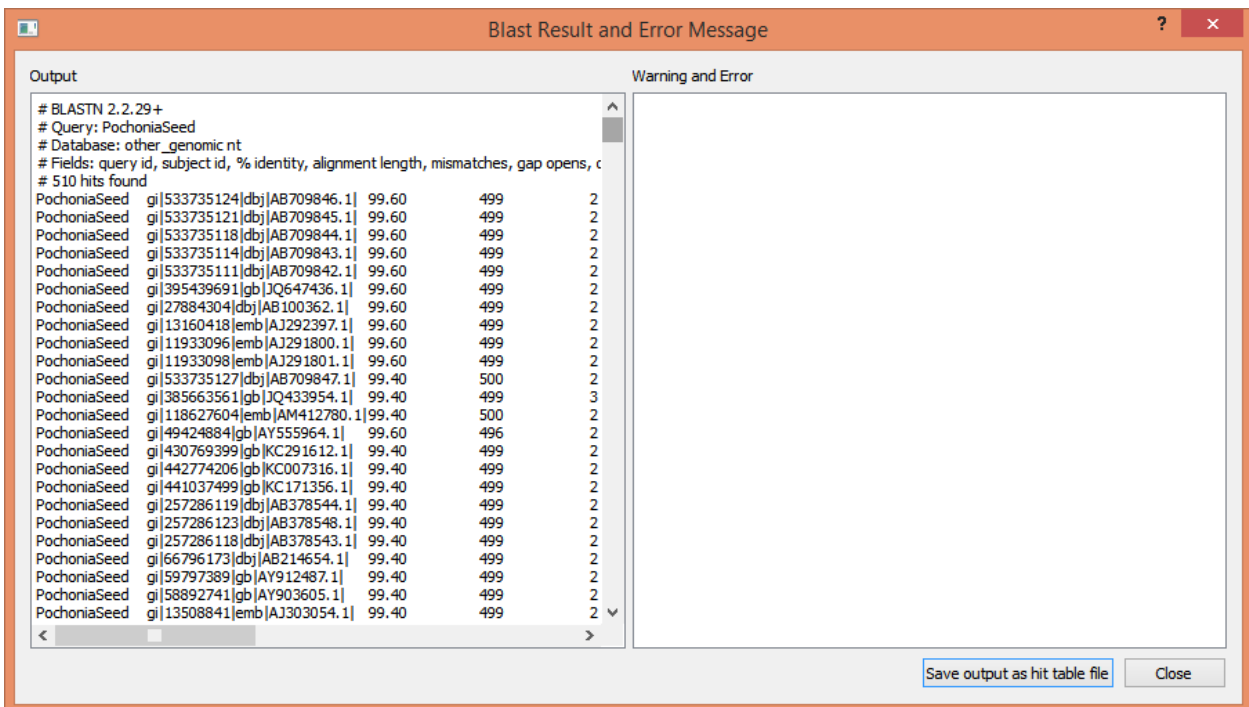 Blast Result and Error Message
? ×
Output
Warning and Error
# BLASTN 2.2.29+
# Query: PochoniaSeed
# Database: other_genomic nt
# Fields: query id, subject id, % identity, alignment length, mismatches, gap opens,
# 510 hits found
PochoniaSeed gi|533735124|dbj|AB709846.1| 99.60 499 2
PochoniaSeed gi|533735121|dbj|AB709845.1| 99.60 499 2
PochoniaSeed gi|533735118|dbj|AB709844.1| 99.60 499 2
PochoniaSeed gi|533735114|dbj|AB709843.1| 99.60 499 2
PochoniaSeed gi|533735111|dbj|AB709842.1| 99.60 499 2
PochoniaSeed gi|395439691|gb|JQ647436.1| 99.60 499 2
PochoniaSeed gi|27884304|dbj|AB100362.1| 99.60 499 2
PochoniaSeed gi|13160418|emb|AJ292397.1| 99.60 499 2
PochoniaSeed gi|11933096|emb|AJ291800.1| 99.60 499 2
PochoniaSeed gi|11933098|emb|AJ291801.1| 99.60 499 2
PochoniaSeed gi|533735127|dbj|AB709847.1| 99.40 500 2
PochoniaSeed gi|385663561|gb|JQ433954.1| 99.40 499 3
PochoniaSeed gi|118627604|emb|AM412780.1|99.40 500 2
PochoniaSeed gi|49424884|gb|AY555964.1| 99.60 496 2
PochoniaSeed gi|430769399|gb|KC291612.1| 99.40 499 2
PochoniaSeed gi|442774206|gb|KC007316.1| 99.40 499 2
PochoniaSeed gi|441037499|gb|KC171356.1| 99.40 499 2
PochoniaSeed gi|257286119|dbj|AB378544.1| 99.40 499 2
PochoniaSeed gi|257286123|dbj|AB378548.1| 99.40 499 2
PochoniaSeed gi|257286118|dbj|AB378543.1| 99.40 499 2
PochoniaSeed gi|66796173|dbj|AB214654.1| 99.40 499 2
PochoniaSeed gi|59797389|gb|AY912487.1| 99.40 499 2
PochoniaSeed gi|58892741|gb|AY903605.1| 99.40 499 2
PochoniaSeed gi|13508841|emb|AJ303054.1| 99.40 499 2
Save output as hit table file
Close